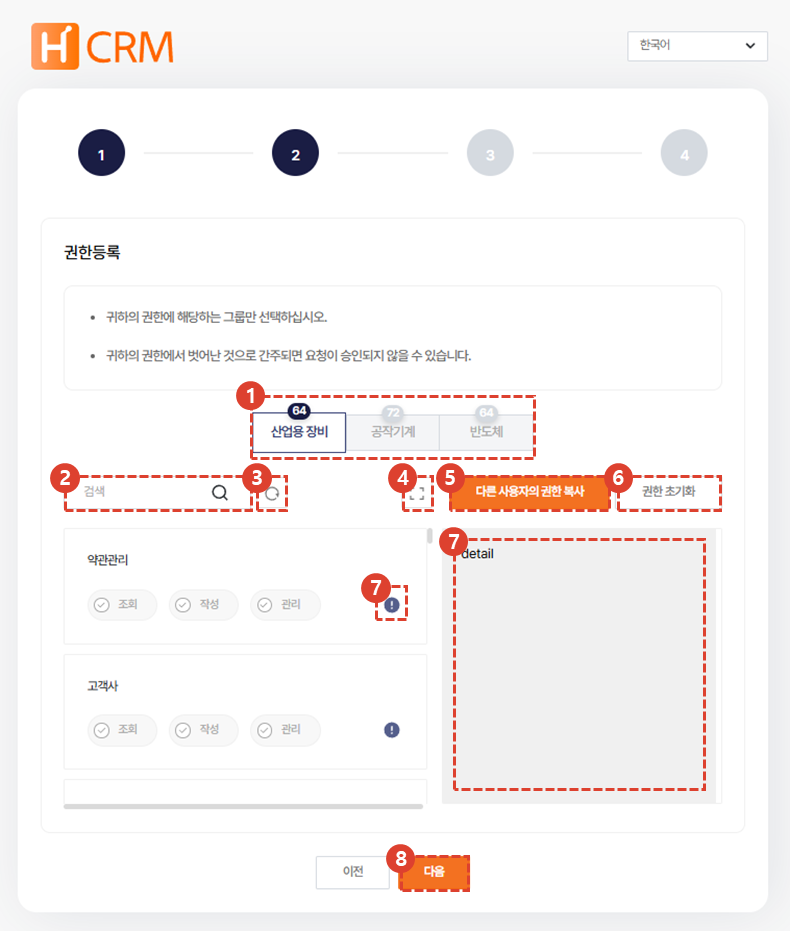 H CRM
한국어
1 2 3 4
권한등록
• 귀하의 권한에 해당하는 그룹만 선택하십시오.
• 귀하의 권한에서 벗어난 것으로 간주되면 요청이 승인되지 않을 수 있습니다.
1
64 72 64
산업용 장비 공작기계 반도체
2 3 4 5 6
검색 다른 사용자의 권한 복사 권한 초기화
7
detail
약관관리
7
조회 작성 관리 !
고객사
조회 작성 관리 !
8
이전 다음